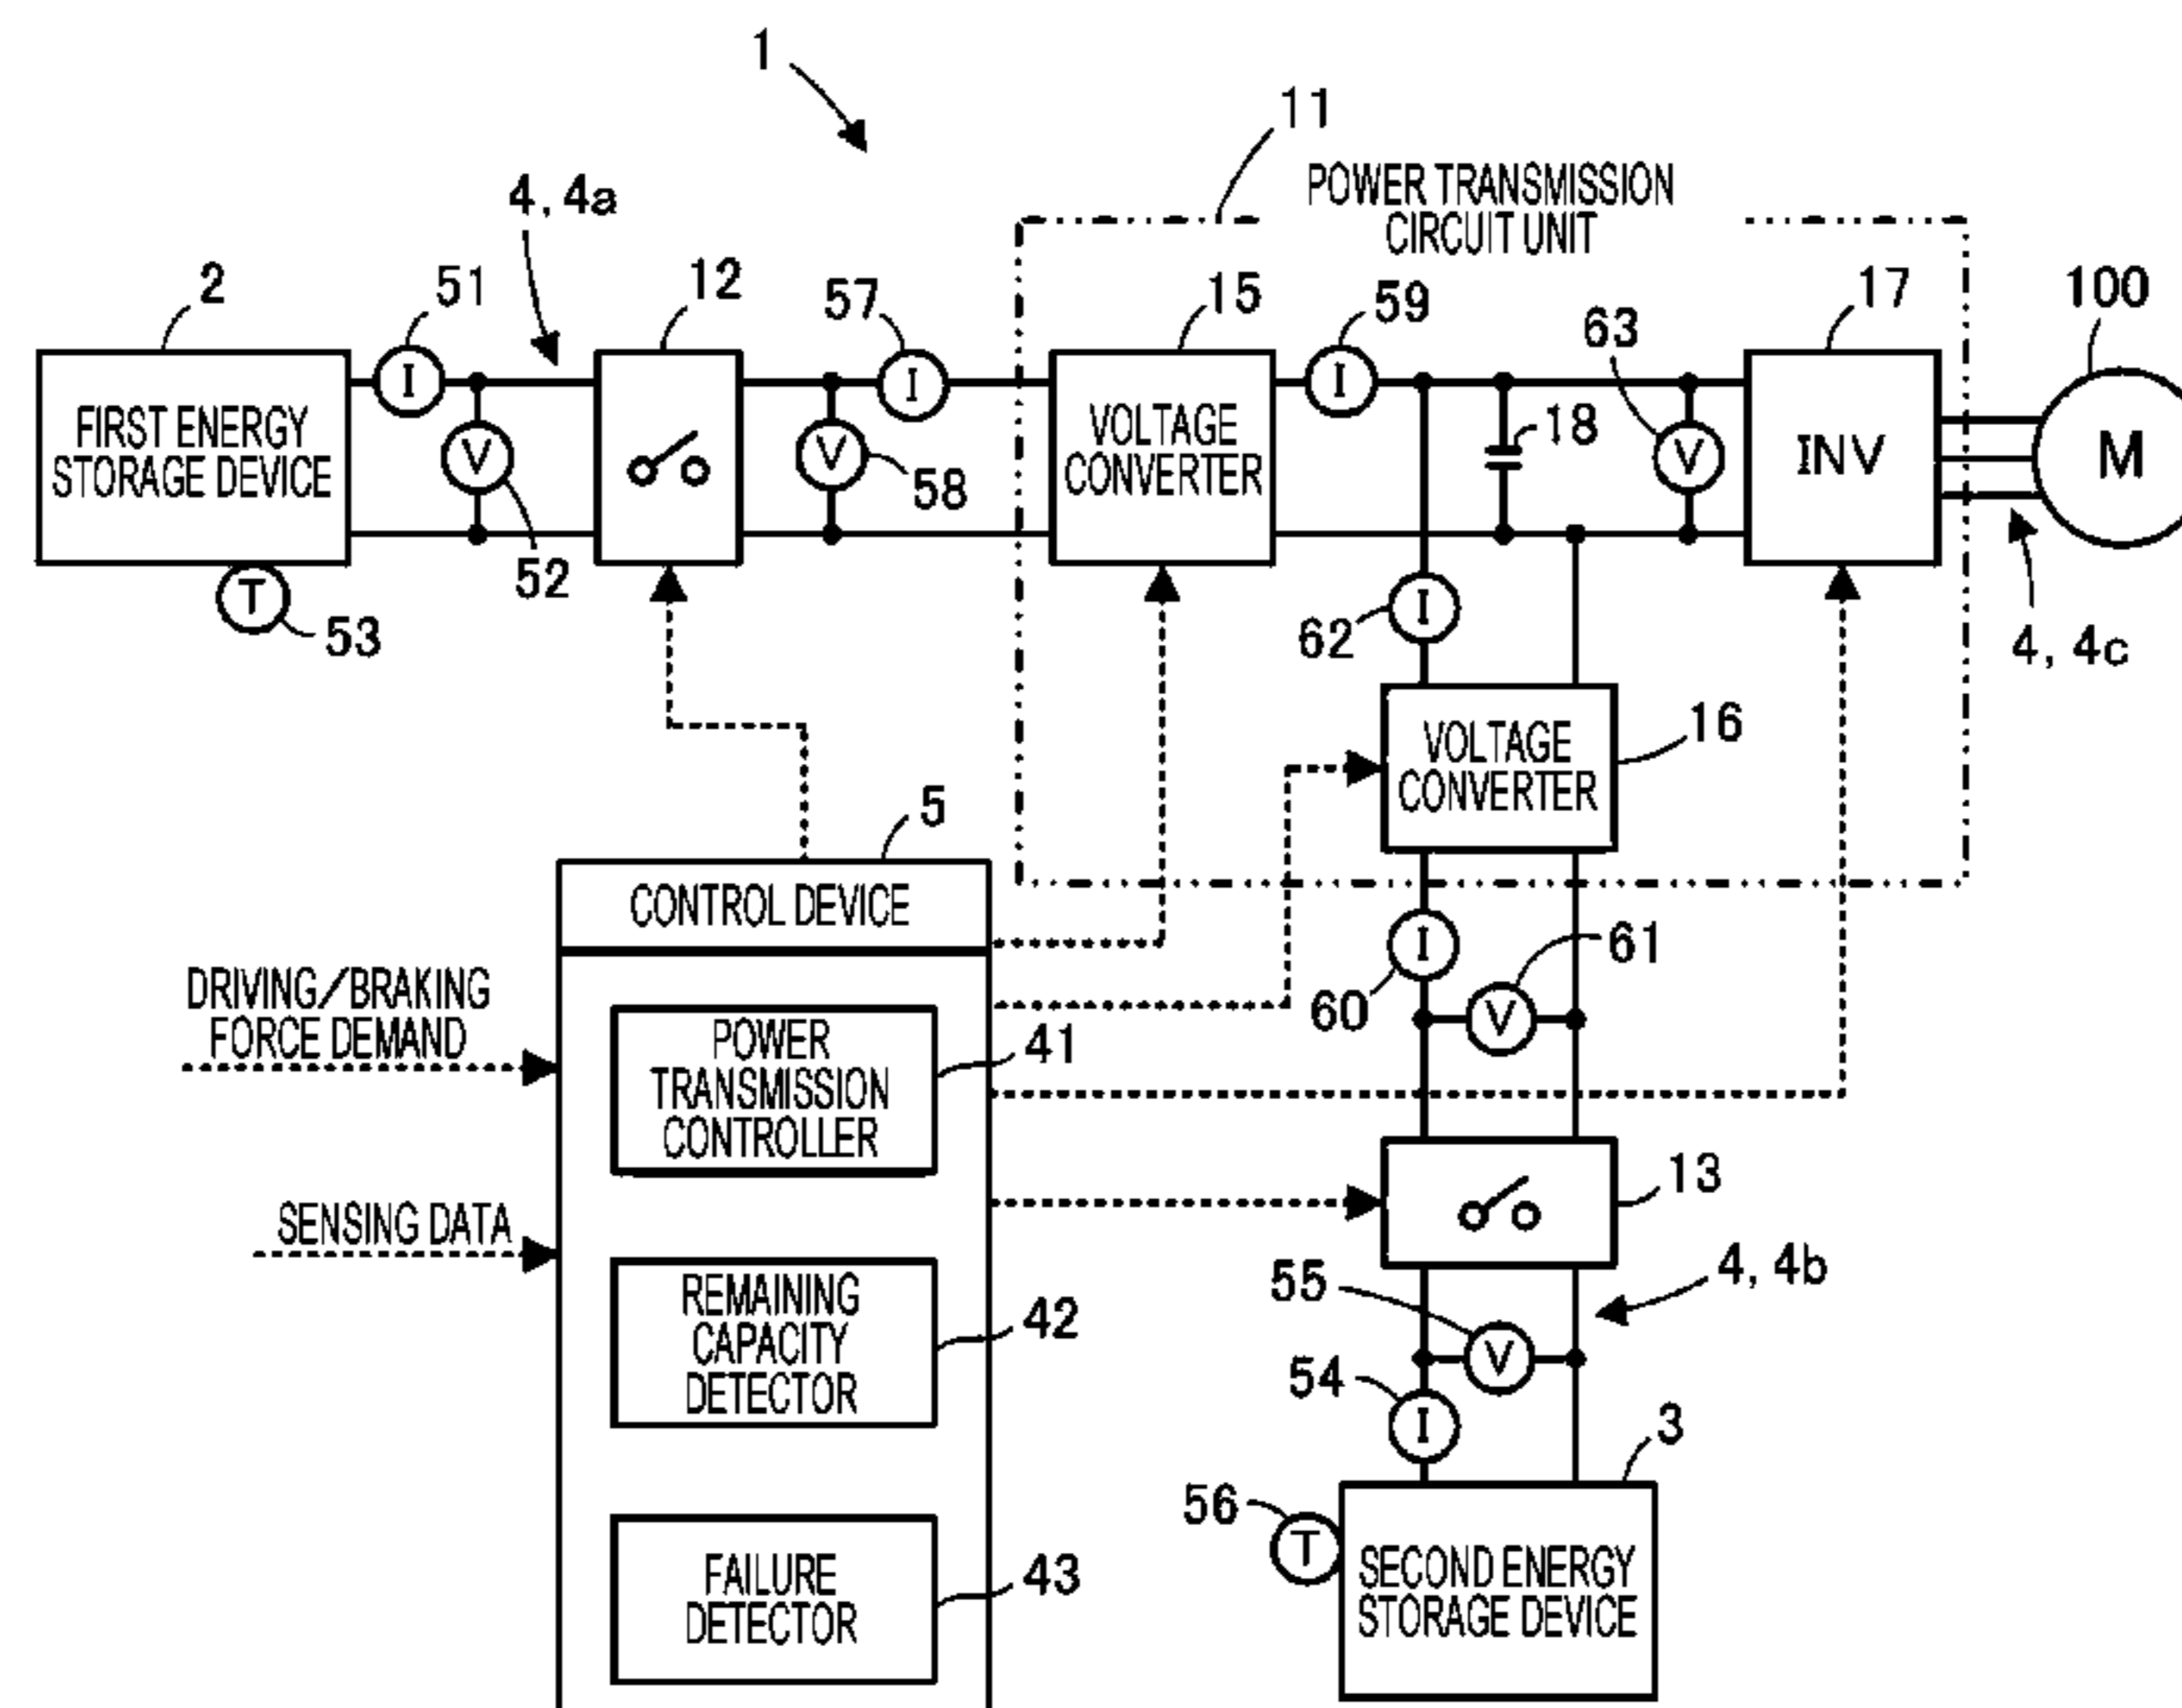 1
11
POWER TRANSMISSION
CIRCUIT UNIT
4, 4a
2
51
12
57
15
59
63
17
100
FIRST ENERGY
STORAGE DEVICE
I
V
52
T
53
V
58
I
VOLTAGE
CONVERTER
I
18
V
INV
M
4, 4c
62
I
VOLTAGE
CONVERTER
16
5
CONTROL DEVICE
I
60
V
61
DRIVING/BRAKING
FORCE DEMAND
POWER
TRANSMISSION
CONTROLLER
41
13
SENSING DATA
4, 4b
REMAINING
CAPACITY
DETECTOR
42
55
V
54
I
3
56
T
SECOND ENERGY
STORAGE DEVICE
FAILURE
DETECTOR
43